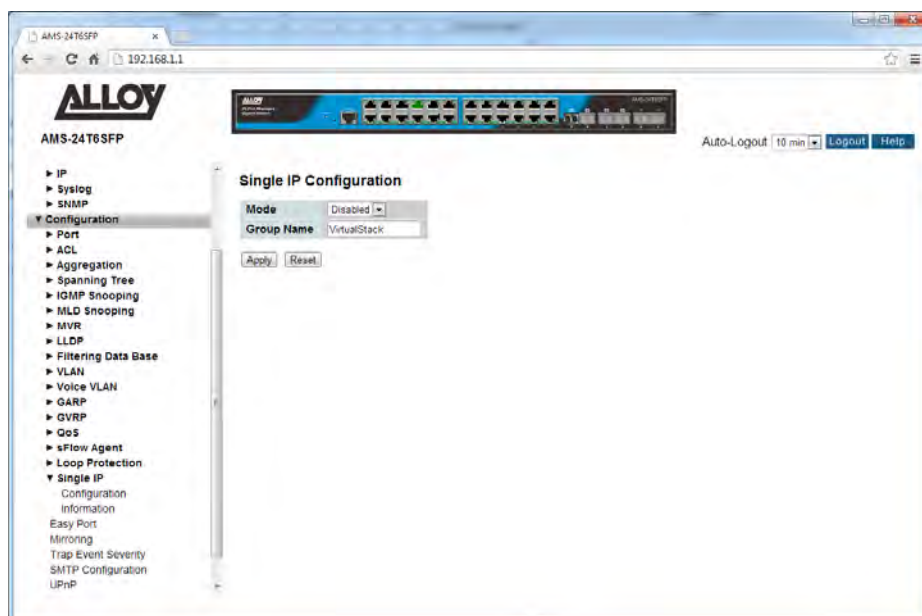 AMS-24T6SFP
192.168.1.1
ALLOY
AMS-24T6SFP
ALLOY
Auto-Logout 10 min Logout Help
IP
Syslog
SNMP
Configuration
Port
ACL
Aggregation
Spanning Tree
IGMP Snooping
MLD Snooping
MVR
LLDP
Filtering Data Base
VLAN
Voice VLAN
GARP
GVRP
QoS
sFlow Agent
Loop Protection
Single IP
Configuration
Information
Easy Port
Mirroring
Trap Event Severity
SMTP Configuration
UPnP
Single IP Configuration
Mode Disabled
Group Name VirtualStack
Apply Reset